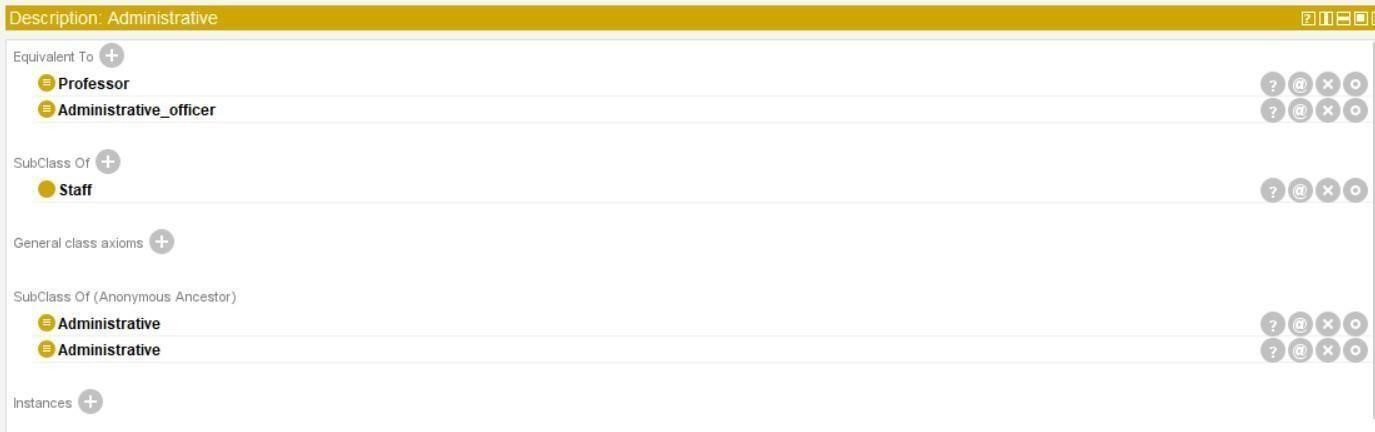 Description: Administrative
Equivalent To
Professor
Administrative_officer
SubClass Of
Staff
General class axioms
SubClass Of (Anonymous Ancestor)
Administrative
Administrative
Instances